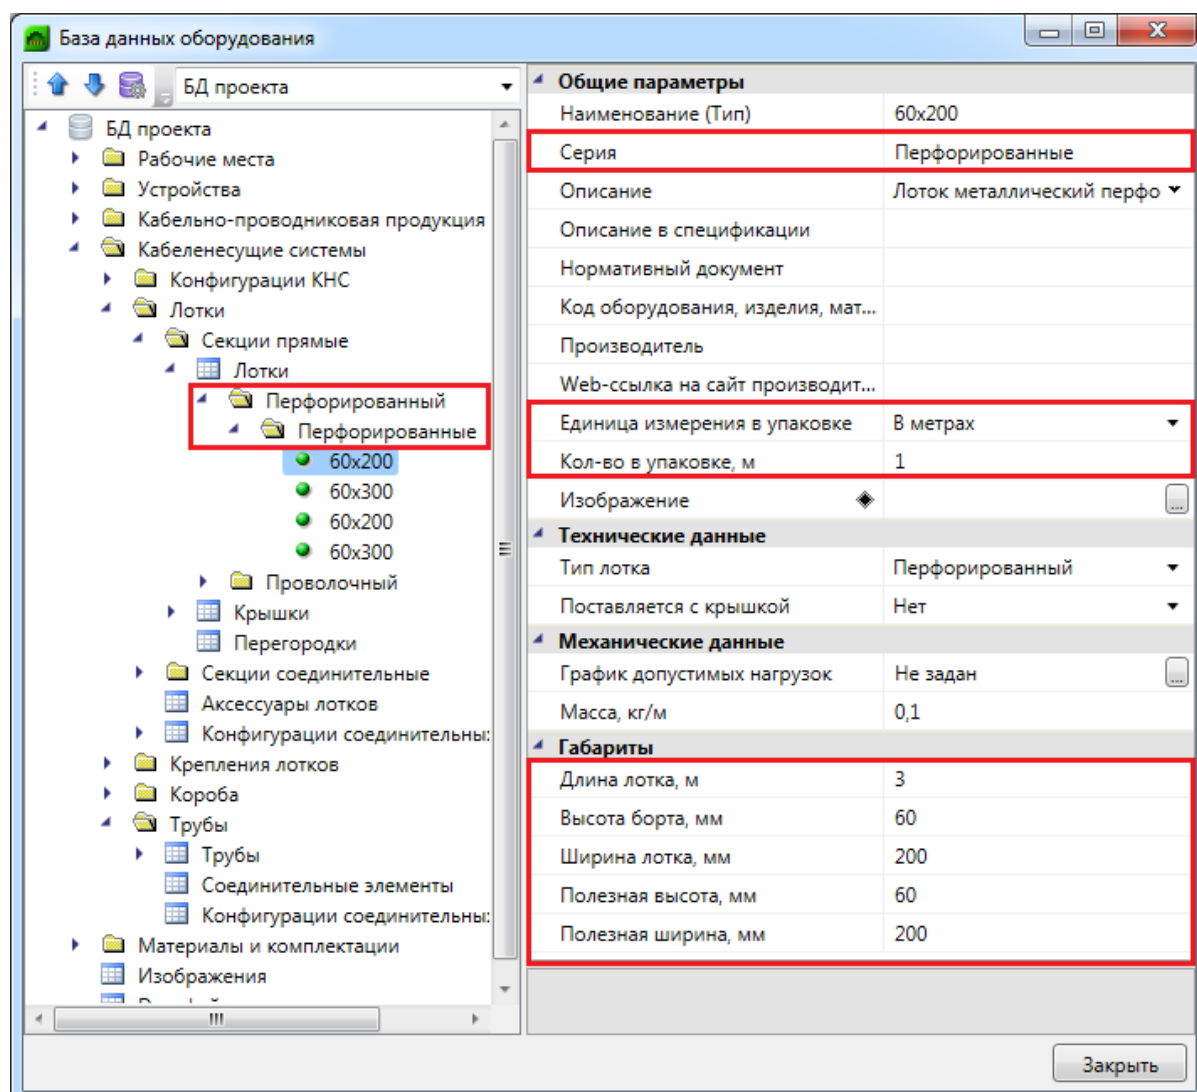 База данных оборудования
БД проекта
БД проекта
Рабочие места
Устройства
Кабельно-проводниковая продукция
Кабеленесущие системы
Конфигурации КНС
Лотки
Секции прямые
Лотки
Перфорированный
Перфорированные
60x200
60x300
60x200
60x300
Проволочный
Крышки
Перегородки
Секции соединительные
Аксессуары лотков
Конфигурации соединительны
Крепления лотков
Короба
Трубы
Трубы
Соединительные элементы
Конфигурации соединительны
Материалы и комплектации
Изображения
Общие параметры
Наименование (Тип) 60x200
Серия Перфорированные
Описание Лоток металлический перфо
Описание в спецификации
Нормативный документ
Код оборудования, изделия, мат...
Производитель
Web-ссылка на сайт производит...
Единица измерения в упаковке В метрах
Кол-во в упаковке, м 1
Изображение ...
Технические данные
Тип лотка Перфорированный
Поставляется с крышкой Нет
Механические данные
График допустимых нагрузок Не задан ...
Масса, кг/м 0,1
Габариты
Длина лотка, м 3
Высота борта, мм 60
Ширина лотка, мм 200
Полезная высота, мм 60
Полезная ширина, мм 200
Закрыть